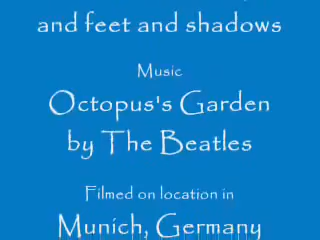 and feet and shadows
Music
Octopus's Garden
by The Beatles
Filmed on location in
Munich, Germany